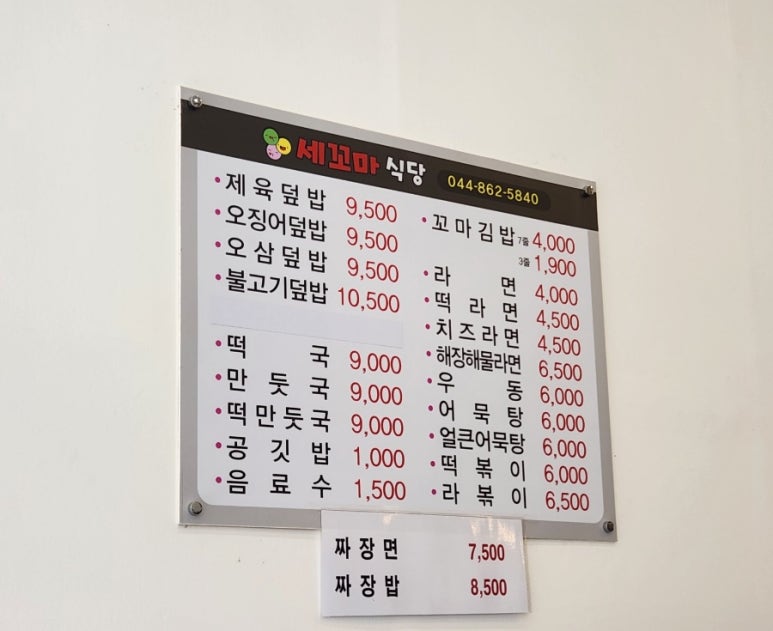 세꼬마 식당 044-862-5840
제육덮밥 9,500
오징어덮밥 9,500
오삼덮밥 9,500
불고기덮밥 10,500
떡국 9,000
만둣국 9,000
떡만둣국 9,000
공깃밥 1,000
음료수 1,500
꼬마김밥 7줄 4,000
3줄 1,900
라면 4,000
떡라면 4,500
치즈라면 4,500
해장해물라면 6,500
우동 6,000
어묵탕 6,000
얼큰어묵탕 6,000
떡볶이 6,000
라볶이 6,500
짜장면 7,500
짜장밥 8,500